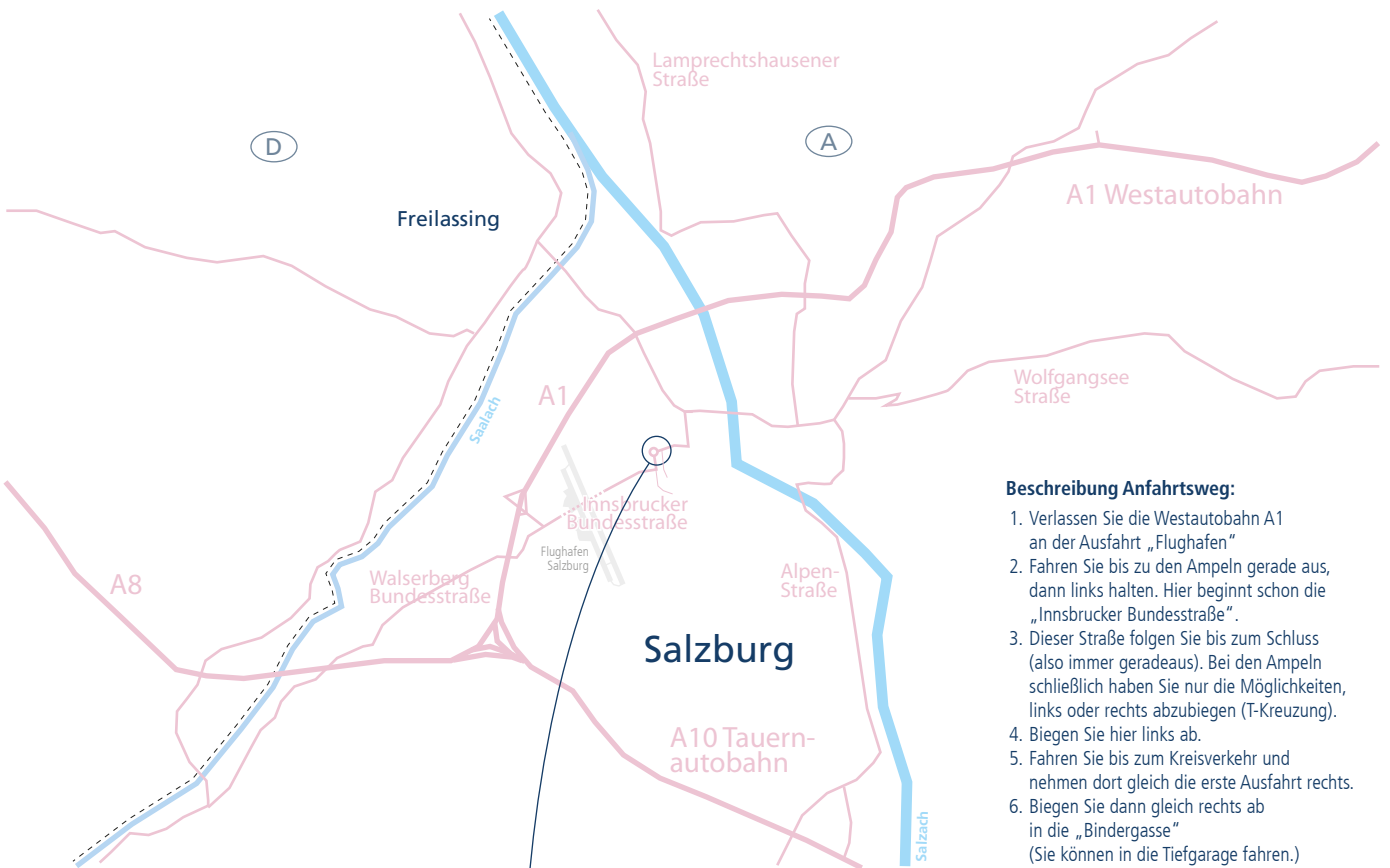 Lamprechtshausener
Straße
D
A
A1 Westautobahn
Freilassing
Wolfgangsee
Straße
A1
Saalach
Innsbrucker
Bundesstraße
Flughafen
Salzburg
A8
Walserberg
Bundesstraße
Alpen-
Straße
Salzburg
A10 Tauern-
autobahn
Salzach
Beschreibung Anfahrtsweg:
1. Verlassen Sie die Westautobahn A1
an der Ausfahrt „Flughafen“
2. Fahren Sie bis zu den Ampeln gerade aus,
dann links halten. Hier beginnt schon die
„Innsbrucker Bundesstraße“.
3. Dieser Straße folgen Sie bis zum Schluss
(also immer geradeaus). Bei den Ampeln
schließlich haben Sie nur die Möglichkeiten,
links oder rechts abzubiegen (T-Kreuzung).
4. Biegen Sie hier links ab.
5. Fahren Sie bis zum Kreisverkehr und
nehmen dort gleich die erste Ausfahrt rechts.
6. Biegen Sie dann gleich rechts ab
in die „Bindergasse“
(Sie können in die Tiefgarage fahren.)